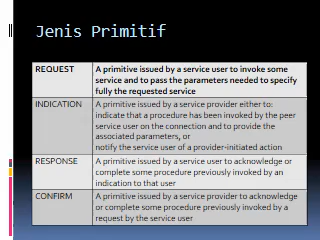 Jenis Primitif
REQUEST
A primitive issued by a service user to invoke some
service and to pass the parameters needed to specify
fully the requested service
INDICATION
A primitive issued by a service provider either to:
indicate that a procedure has been invoked by the peer
service user on the connection and to provide the
associated parameters, or
notify the service user of a provider-initiated action
RESPONSE
A primitive issued by a service user to acknowledge or
complete some procedure previously invoked by an
indication to that user
CONFIRM
A primitive issued by a service provider to acknowledge
or complete some procedure previously invoked by a
request by the service user